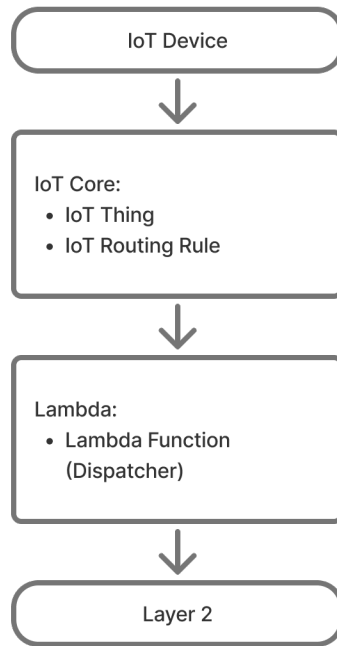 IoT Device
IoT Core:
• IoT Thing
• IoT Routing Rule
Lambda:
• Lambda Function
(Dispatcher)
Layer 2